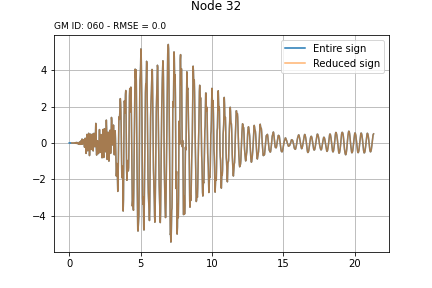 Node 32
GM ID: 060 - RMSE = 0.0
Entire sign
Reduced sign
4
2
0
−2
−4
0 5 10 15 20